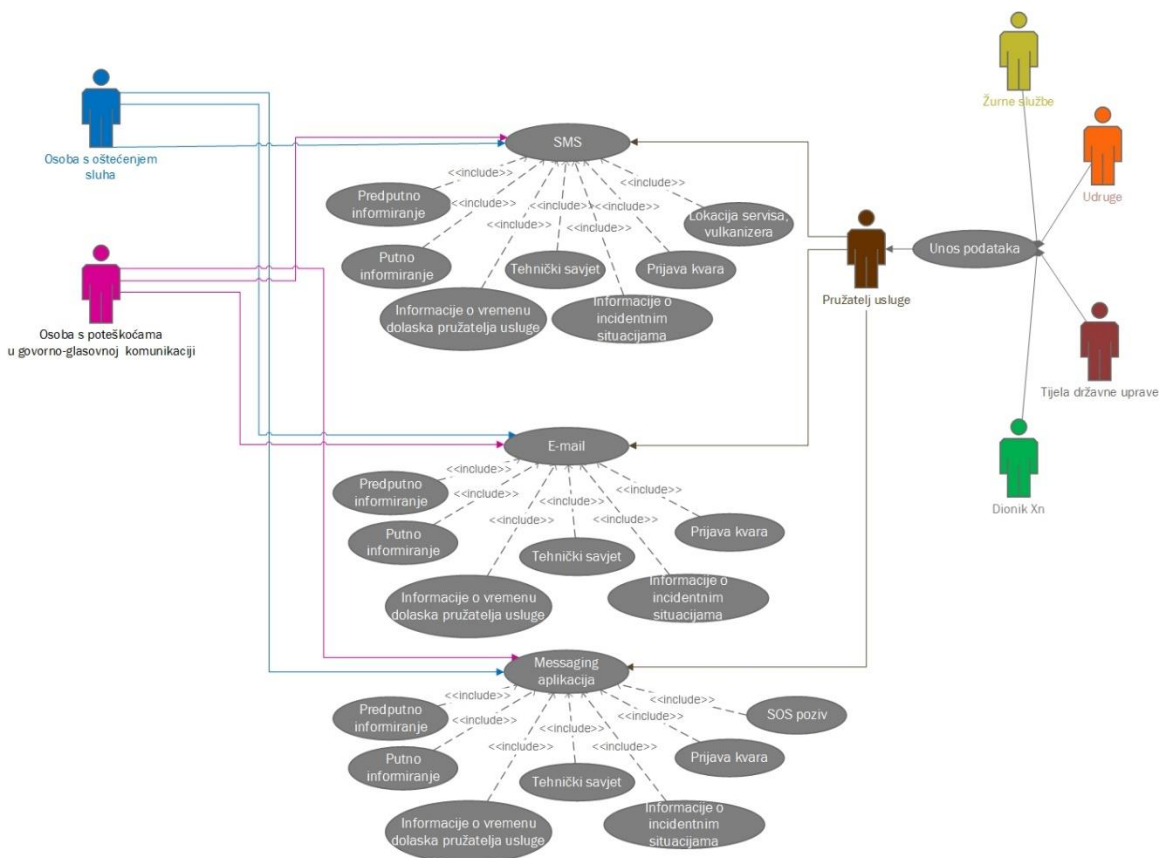 Žurne službe
Udruge
Osoba s oštećenjem
sluha
SMS
<<include>>
<<include>>
<<include>>
<<include>>
<<include>>
<<include>>
<<include>>
Predputno
informiranje
Lokacija servisa,
vulkanizera
Putno
informiranje
Tehnički savjet
Prijava kvara
Informacije o vremenu
dolaska pružatelja usluge
Informacije o
incidentnim
situacijama
Unos podataka
Pružatelj usluge
Osoba s poteškoćama
u govorno-glasovnoj komunikaciji
Tijela državne uprave
Dionik Xn
E-mail
<<include>>
<<include>>
<<include>>
<<include>>
<<include>>
<<include>>
Predputno
informiranje
Putno
informiranje
Prijava kvara
Tehnički savjet
Informacije o vremenu
dolaska pružatelja usluge
Informacije o
incidentnim
situacijama
Messaging
aplikacija
<<include>>
<<include>>
<<include>>
<<include>>
<<include>>
<<include>>
<<include>>
Predputno
informiranje
SOS poziv
Putno
informiranje
Prijava kvara
Tehnički savjet
Informacije o vremenu
dolaska pružatelja usluge
Informacije o
incidentnim
situacijama